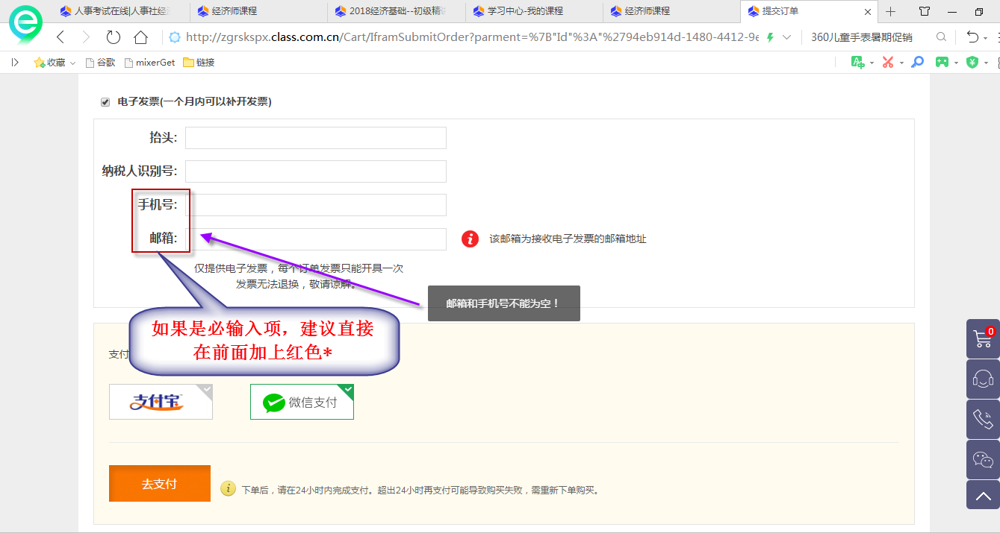 人事考试在线|人事社经济
经济师课程
2018经济基础--初级精讲
学习中心-我的课程
经济师课程
提交订单
http://zgrskspx.class.com.cn/Cart/IframSubmitOrder?parment=%7B"Id"%3A"%2794eb914d-1480-4412-9e
360儿童手表暑期促销
收藏
谷歌
mixerGet
链接
电子发票(一个月内可以补开发票)
抬头:
纳税人识别号:
手机号:
邮箱:
该邮箱为接收电子发票的邮箱地址
仅提供电子发票，每个订单发票只能开具一次
发票无法退换，敬请谅解。
邮箱和手机号不能为空！
如果是必输入项，建议直接
在前面加上红色*
支付
支付宝
微信支付
去支付
下单后，请在24小时内完成支付。超出24小时再支付可能导致购买失败，需重新下单购买。
0